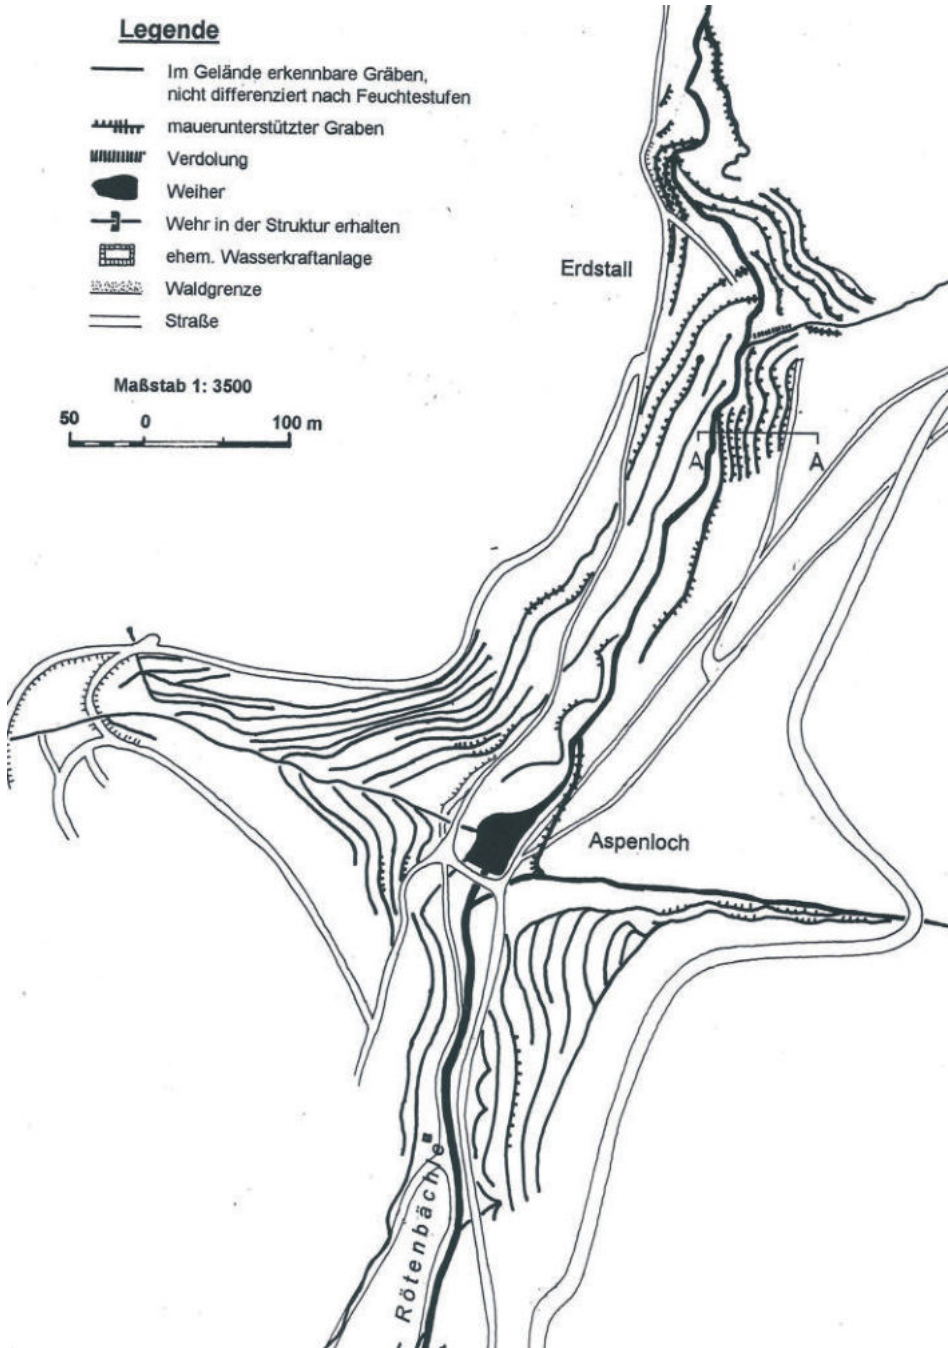 Legende
Im Gelände erkennbare Gräben,
nicht differenziert nach Feuchtestufen
mauerunterstützter Graben
Verdolung
Weiher
Wehr in der Struktur erhalten
ehem. Wasserkraftanlage
Waldgrenze
Straße
Maßstab 1: 3500
50 0 100 m
Erdstall
A A
Aspenloch
Rötenbächle